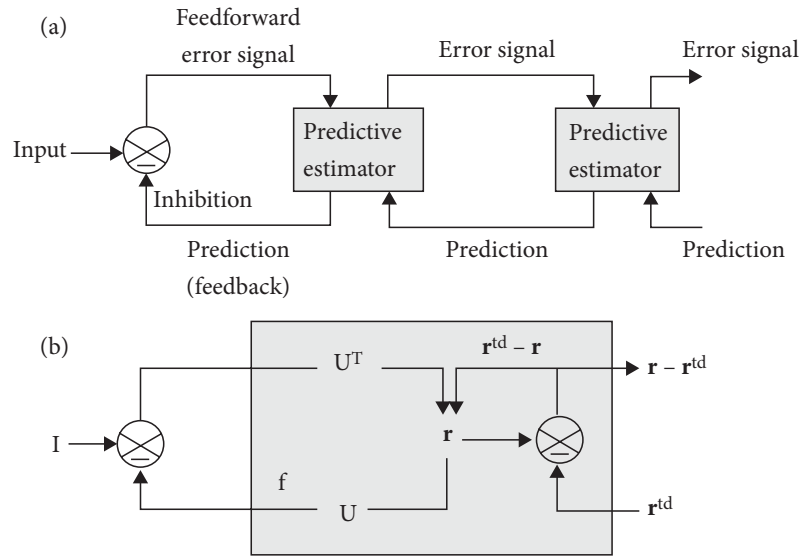 (a)
Feedforward
error signal
Error signal
Error signal
Input
Predictive
estimator
Predictive
estimator
Inhibition
Prediction
(feedback)
Prediction
Prediction
(b)
U^T
r^td – r
r – r^td
I
r
f
U
r^td